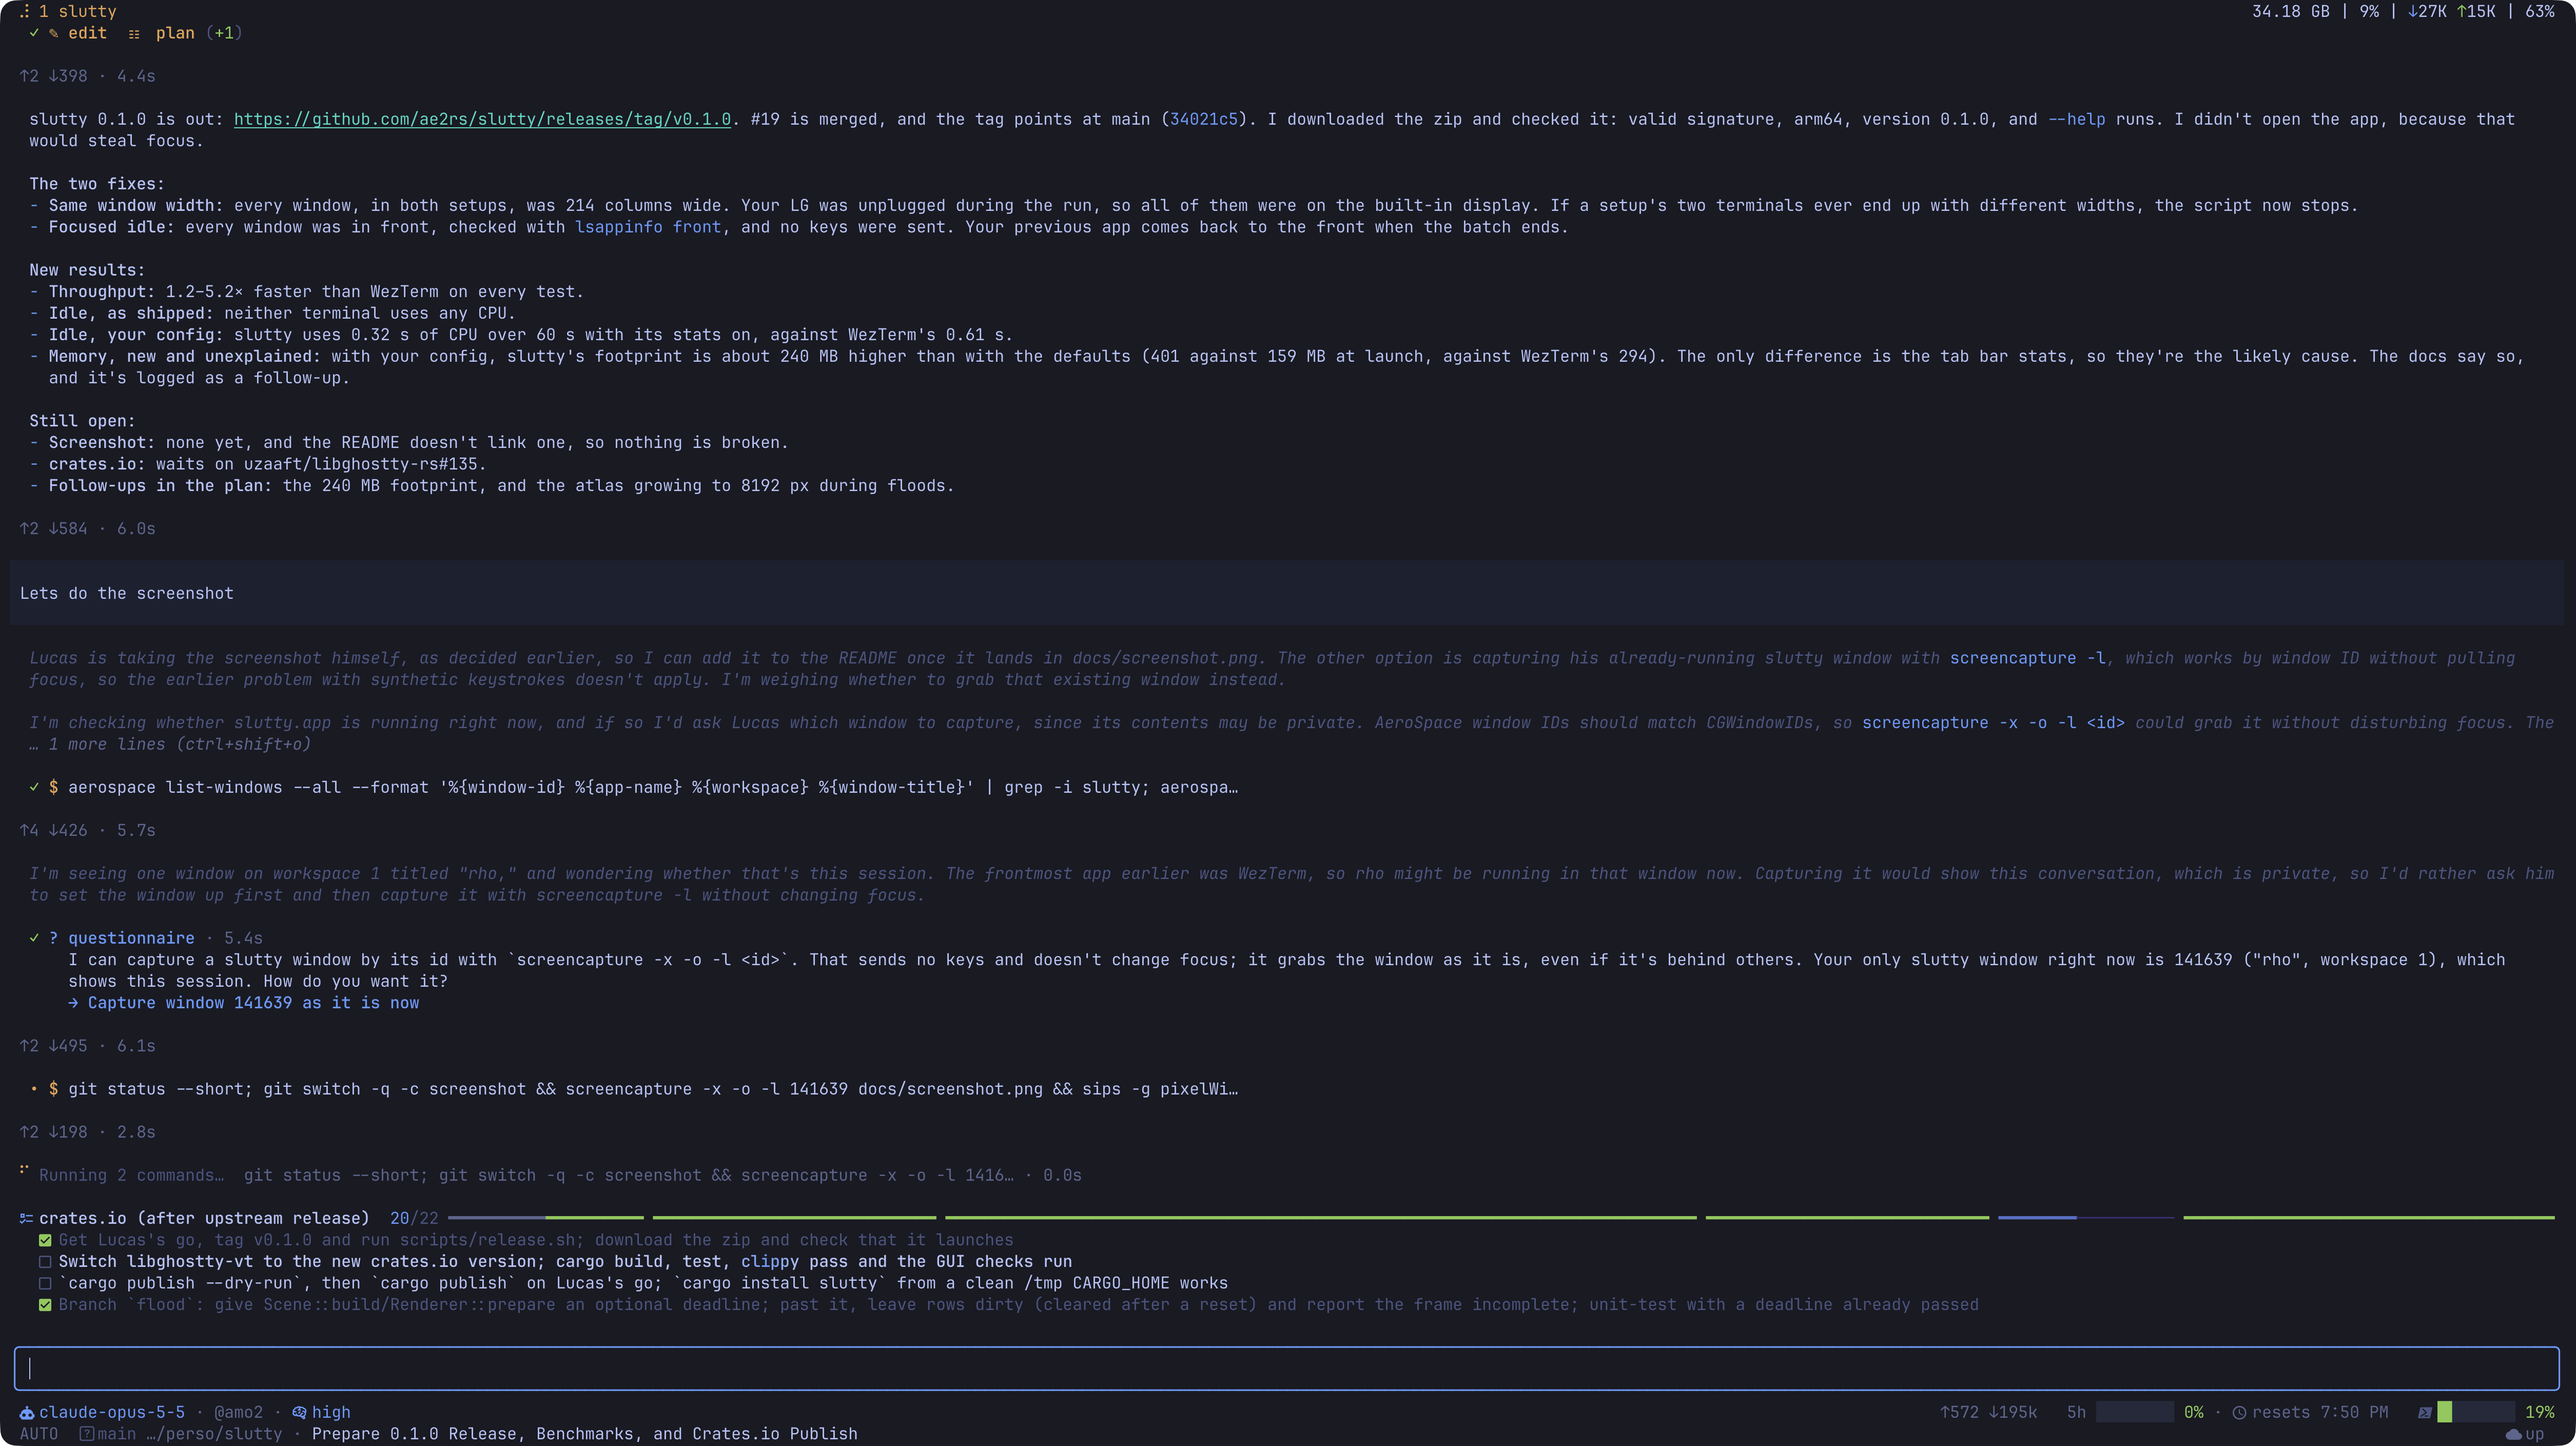 1 slutty
34.18 GB | 9% | ↓27K ↑15K | 63%
✓ ✎ edit plan (+1)
↑2 ↓398 · 4.4s
slutty 0.1.0 is out: https://github.com/ae2rs/slutty/releases/tag/v0.1.0. #19 is merged, and the tag points at main (34021c5). I downloaded the zip and checked it: valid signature, arm64, version 0.1.0, and --help runs. I didn't open the app, because that
would steal focus.
The two fixes:
- Same window width: every window, in both setups, was 214 columns wide. Your LG was unplugged during the run, so all of them were on the built-in display. If a setup's two terminals ever end up with different widths, the script now stops.
- Focused idle: every window was in front, checked with lsappinfo front, and no keys were sent. Your previous app comes back to the front when the batch ends.
New results:
- Throughput: 1.2–5.2× faster than WezTerm on every test.
- Idle, as shipped: neither terminal uses any CPU.
- Idle, your config: slutty uses 0.32 s of CPU over 60 s with its stats on, against WezTerm's 0.61 s.
- Memory, new and unexplained: with your config, slutty's footprint is about 240 MB higher than with the defaults (401 against 159 MB at launch, against WezTerm's 294). The only difference is the tab bar stats, so they're the likely cause. The docs say so,
and it's logged as a follow-up.
Still open:
- Screenshot: none yet, and the README doesn't link one, so nothing is broken.
- crates.io: waits on uzaaft/libghostty-rs#135.
- Follow-ups in the plan: the 240 MB footprint, and the atlas growing to 8192 px during floods.
↑2 ↓584 · 6.0s
Lets do the screenshot
Lucas is taking the screenshot himself, as decided earlier, so I can add it to the README once it lands in docs/screenshot.png. The other option is capturing his already-running slutty window with screencapture -l, which works by window ID without pulling
focus, so the earlier problem with synthetic keystrokes doesn't apply. I'm weighing whether to grab that existing window instead.
I'm checking whether slutty.app is running right now, and if so I'd ask Lucas which window to capture, since its contents may be private. AeroSpace window IDs should match CGWindowIDs, so screencapture -x -o -l <id> could grab it without disturbing focus. The
… 1 more lines (ctrl+shift+o)
✓ $ aerospace list-windows --all --format '%{window-id} %{app-name} %{workspace} %{window-title}' | grep -i slutty; aerospa…
↑4 ↓426 · 5.7s
I'm seeing one window on workspace 1 titled "rho," and wondering whether that's this session. The frontmost app earlier was WezTerm, so rho might be running in that window now. Capturing it would show this conversation, which is private, so I'd rather ask him
to set the window up first and then capture it with screencapture -l without changing focus.
✓ ? questionnaire · 5.4s
I can capture a slutty window by its id with `screencapture -x -o -l <id>`. That sends no keys and doesn't change focus; it grabs the window as it is, even if it's behind others. Your only slutty window right now is 141639 ("rho", workspace 1), which
shows this session. How do you want it?
→ Capture window 141639 as it is now
↑2 ↓495 · 6.1s
• $ git status --short; git switch -q -c screenshot && screencapture -x -o -l 141639 docs/screenshot.png && sips -g pixelWi…
↑2 ↓198 · 2.8s
Running 2 commands… git status --short; git switch -q -c screenshot && screencapture -x -o -l 1416… · 0.0s
crates.io (after upstream release) 20/22
Get Lucas's go, tag v0.1.0 and run scripts/release.sh; download the zip and check that it launches
Switch libghostty-vt to the new crates.io version; cargo build, test, clippy pass and the GUI checks run
`cargo publish --dry-run`, then `cargo publish` on Lucas's go; `cargo install slutty` from a clean /tmp CARGO_HOME works
Branch `flood`: give Scene::build/Renderer::prepare an optional deadline; past it, leave rows dirty (cleared after a reset) and report the frame incomplete; unit-test with a deadline already passed
claude-opus-5-5 · @amo2 · high
↑572 ↓195k 5h 0% · resets 7:50 PM 19%
AUTO [?]main …/perso/slutty · Prepare 0.1.0 Release, Benchmarks, and Crates.io Publish
up